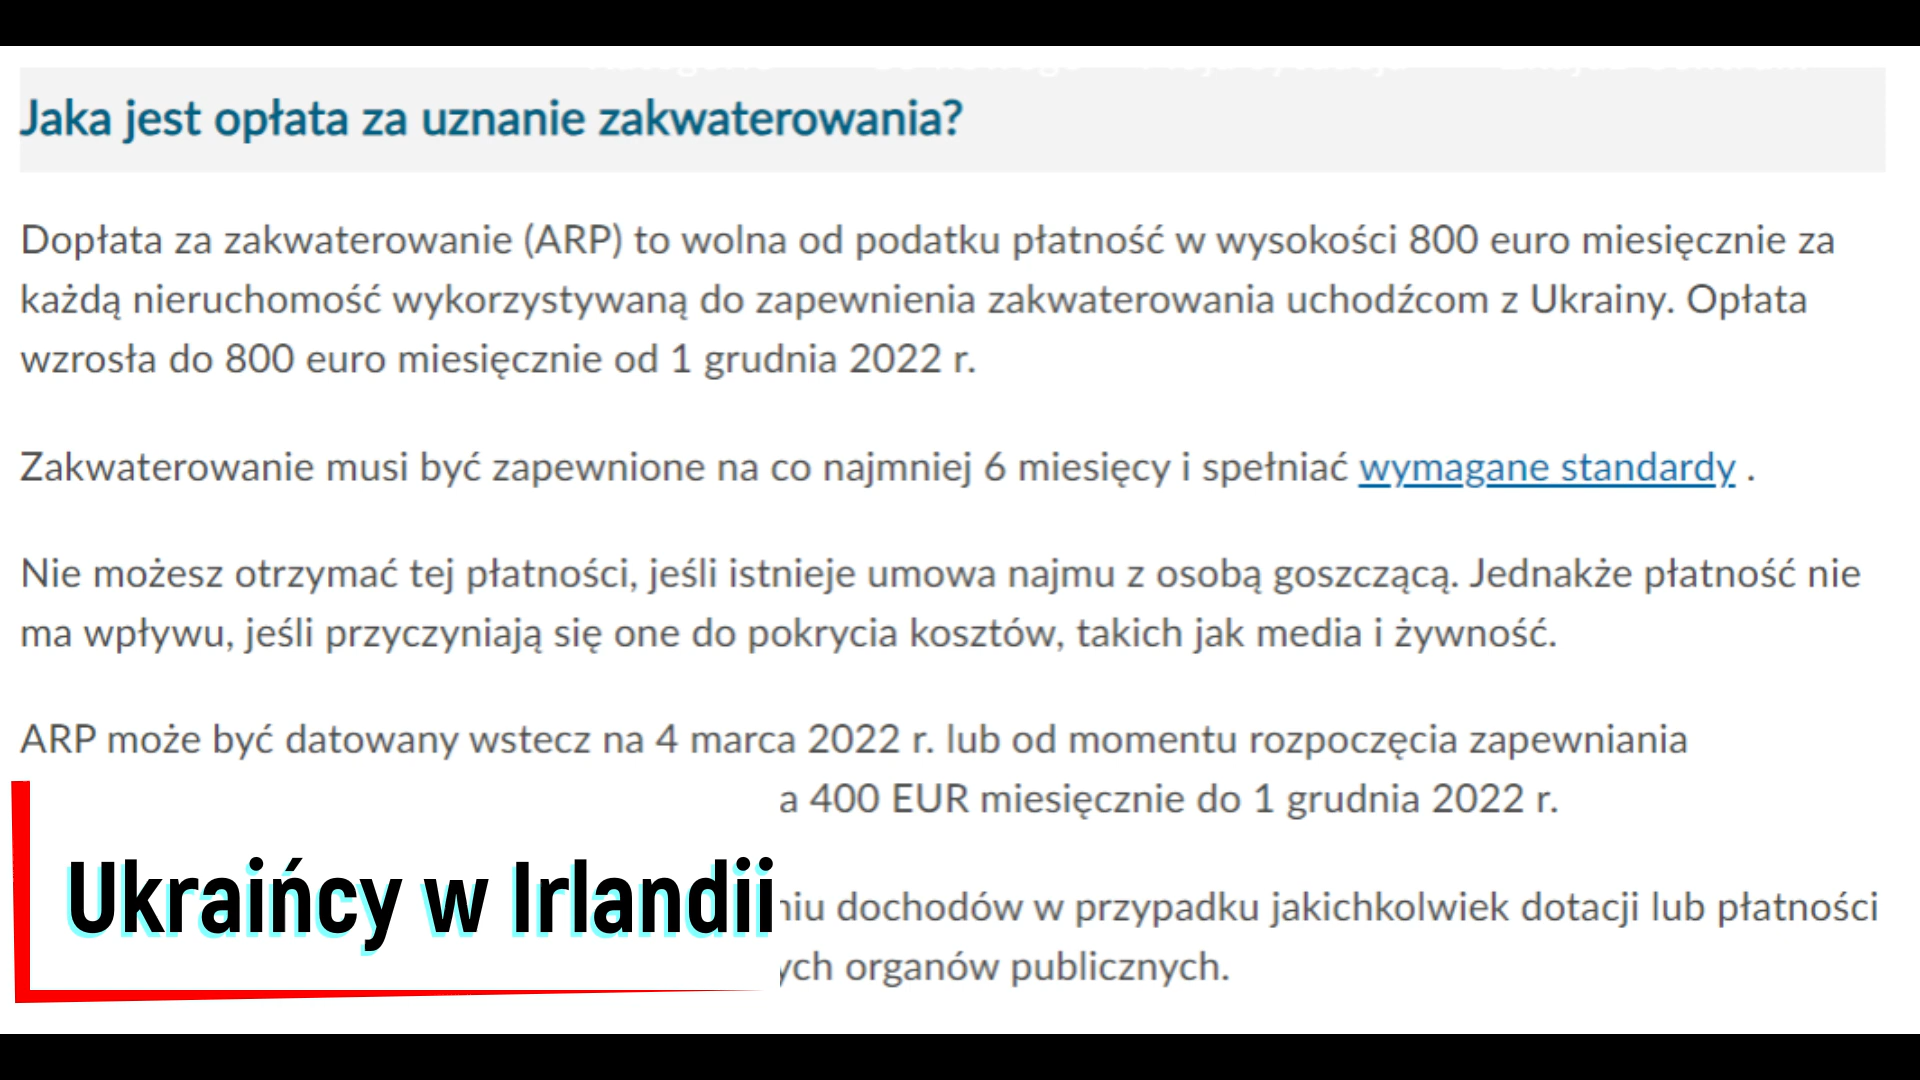 Jaka jest opłata za uznanie zakwaterowania?
Dopłata za zakwaterowanie (ARP) to wolna od podatku płatność w wysokości 800 euro miesięcznie za
każdą nieruchomość wykorzystywaną do zapewnienia zakwaterowania uchodźcom z Ukrainy. Opłata
wzrosła do 800 euro miesięcznie od 1 grudnia 2022 r.
Zakwaterowanie musi być zapewnione na co najmniej 6 miesięcy i spełniać wymagane standardy .
Nie możesz otrzymać tej płatności, jeśli istnieje umowa najmu z osobą goszczącą. Jednakże płatność nie
ma wpływu, jeśli przyczyniają się one do pokrycia kosztów, takich jak media i żywność.
ARP może być datowany wstecz na 4 marca 2022 r. lub od momentu rozpoczęcia zapewniania
a 400 EUR miesięcznie do 1 grudnia 2022 r.
Ukraińcy w Irlandii
dochodów w przypadku jakichkolwiek dotacji lub płatności
organów publicznych.